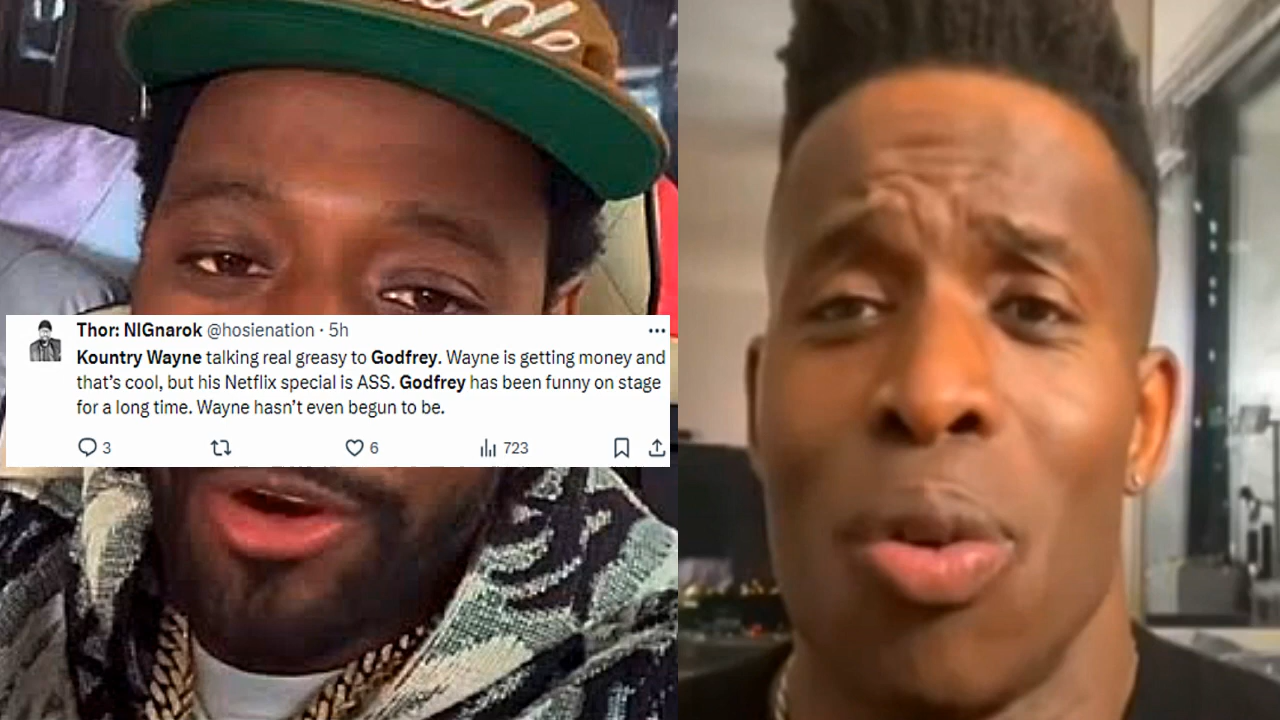 Thor: NIGnarok @hosienation · 5h
Kountry Wayne talking real greasy to Godfrey. Wayne is getting money and
that's cool, but his Netflix special is ASS. Godfrey has been funny on stage
for a long time. Wayne hasn't even begun to be.
3 6 723